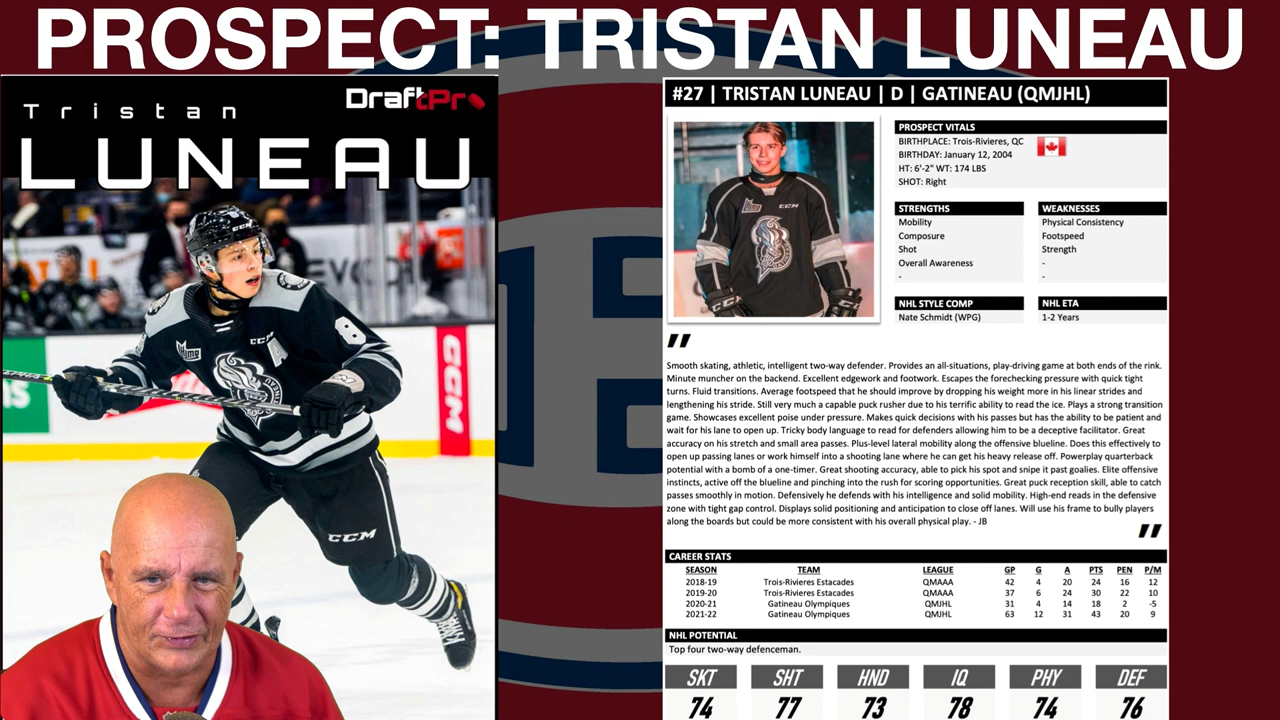 PROSPECT: TRISTAN LUNEAU
DraftPro
Tristan
LUNEAU
CCM
8
A
CCM
CCM
#27 | TRISTAN LUNEAU | D | GATINEAU (QMJHL)
CCM
PROSPECT VITALS
BIRTHPLACE: Trois-Rivieres, QC
BIRTHDAY: January 12, 2004
HT: 6'-2" WT: 174 LBS
SHOT: Right
STRENGTHS
Mobility
Composure
Shot
Overall Awareness
-
WEAKNESSES
Physical Consistency
Footspeed
Strength
-
-
NHL STYLE COMP
Nate Schmidt (WPG)
NHL ETA
1-2 Years
"
Smooth skating, athletic, intelligent two-way defender. Provides an all-situations, play-driving game at both ends of the rink.
Minute muncher on the backend. Excellent edgework and footwork. Escapes the forechecking pressure with quick tight
turns. Fluid transitions. Average footspeed that he should improve by dropping his weight more in his linear strides and
lengthening his stride. Still very much a capable puck rusher due to his terrific ability to read the ice. Plays a strong transition
game. Showcases excellent poise under pressure. Makes quick decisions with his passes but has the ability to be patient and
wait for his lane to open up. Tricky body language to read for defenders allowing him to be a deceptive facilitator. Great
accuracy on his stretch and small area passes. Plus-level lateral mobility along the offensive blueline. Does this effectively to
open up passing lanes or work himself into a shooting lane where he can get his heavy release off. Powerplay quarterback
potential with a bomb of a one-timer. Great shooting accuracy, able to pick his spot and snipe it past goalies. Elite offensive
instincts, active off the blueline and pinching into the rush for scoring opportunities. Great puck reception skill, able to catch
passes smoothly in motion. Defensively he defends with his intelligence and solid mobility. High-end reads in the defensive
zone with tight gap control. Displays solid positioning and anticipation to close off lanes. Will use his frame to bully players
along the boards but could be more consistent with his overall physical play. - JB
"
CAREER STATS
SEASON TEAM LEAGUE GP G A PTS PEN P/M
2018-19 Trois-Rivieres Estacades QMAAA 42 4 20 24 16 12
2019-20 Trois-Rivieres Estacades QMAAA 37 6 24 30 22 10
2020-21 Gatineau Olympiques QMJHL 31 4 14 18 2 -5
2021-22 Gatineau Olympiques QMJHL 63 12 31 43 20 9
NHL POTENTIAL
Top four two-way defenceman.
SKT SHT HND IQ PHY DEF
74 77 73 78 74 76